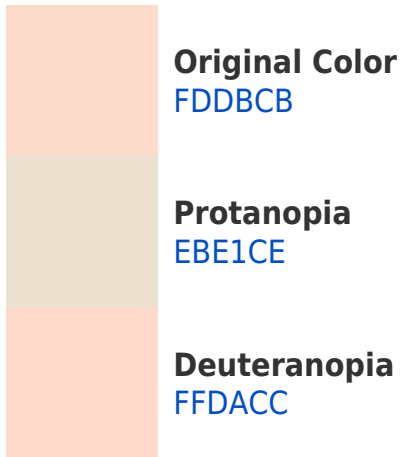 Original Color
FDDBCB
Protanopia
EBE1CE
Deuteranopia
FFDACC